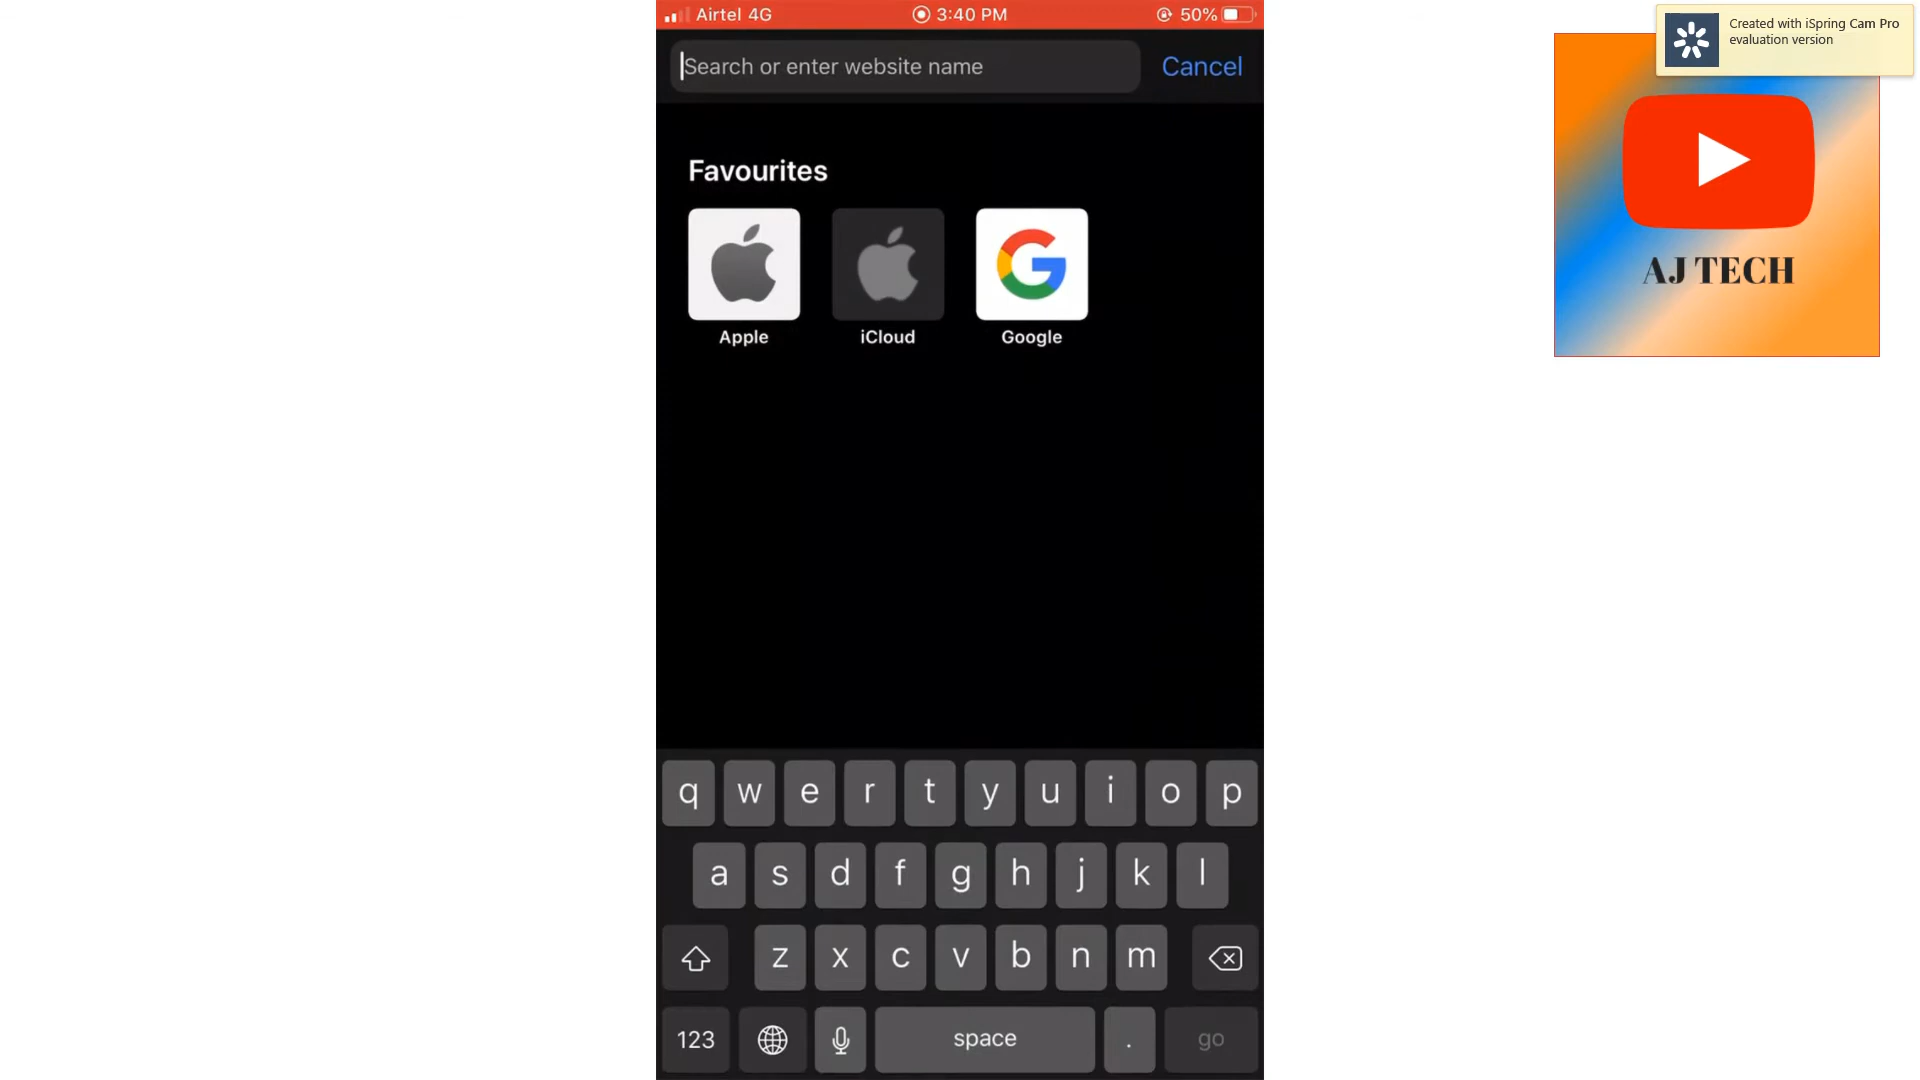 Airtel 4G 3:40 PM 50%
Search or enter website name Cancel
Favourites
Apple iCloud Google
q w e r t y u i o p
a s d f g h j k l
z x c v b n m
123 space . go
Created with iSpring Cam Pro
evaluation version
AJ TECH